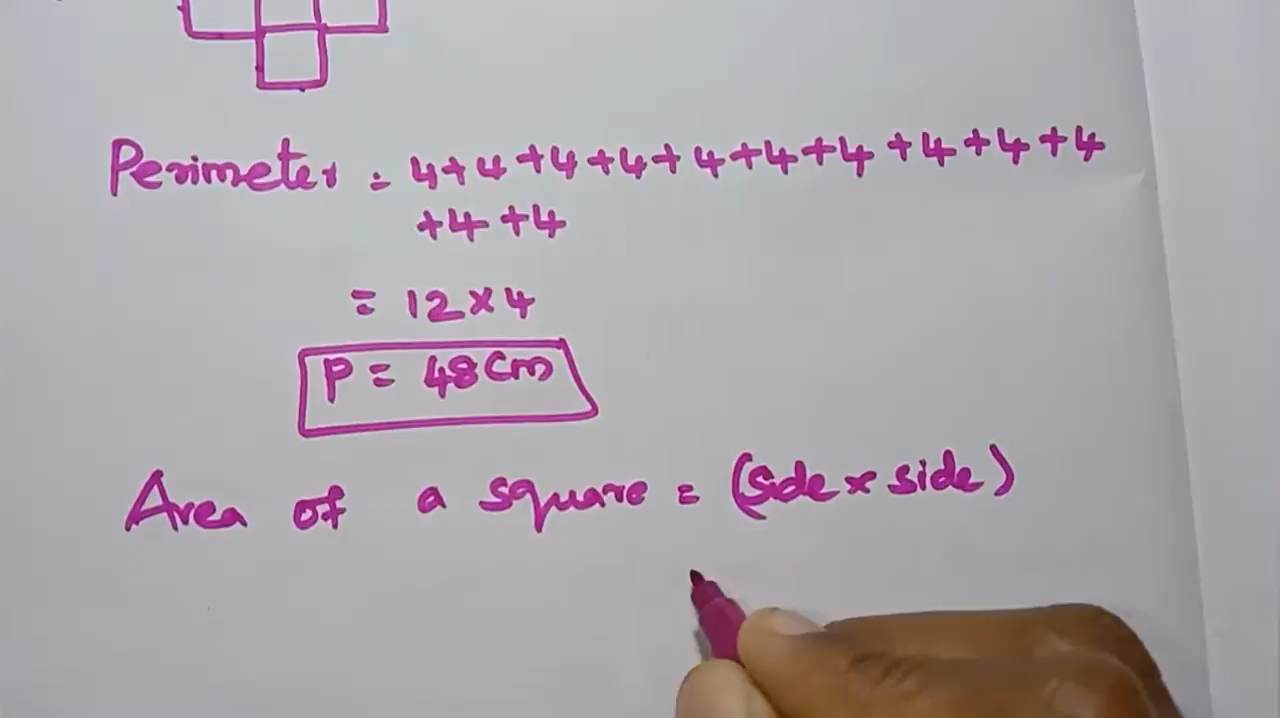 Perimeter = 4+4+4+4+4+4+4+4+4+4
+4+4
= 12×4
P = 48cm
Area of a square = (side × side)